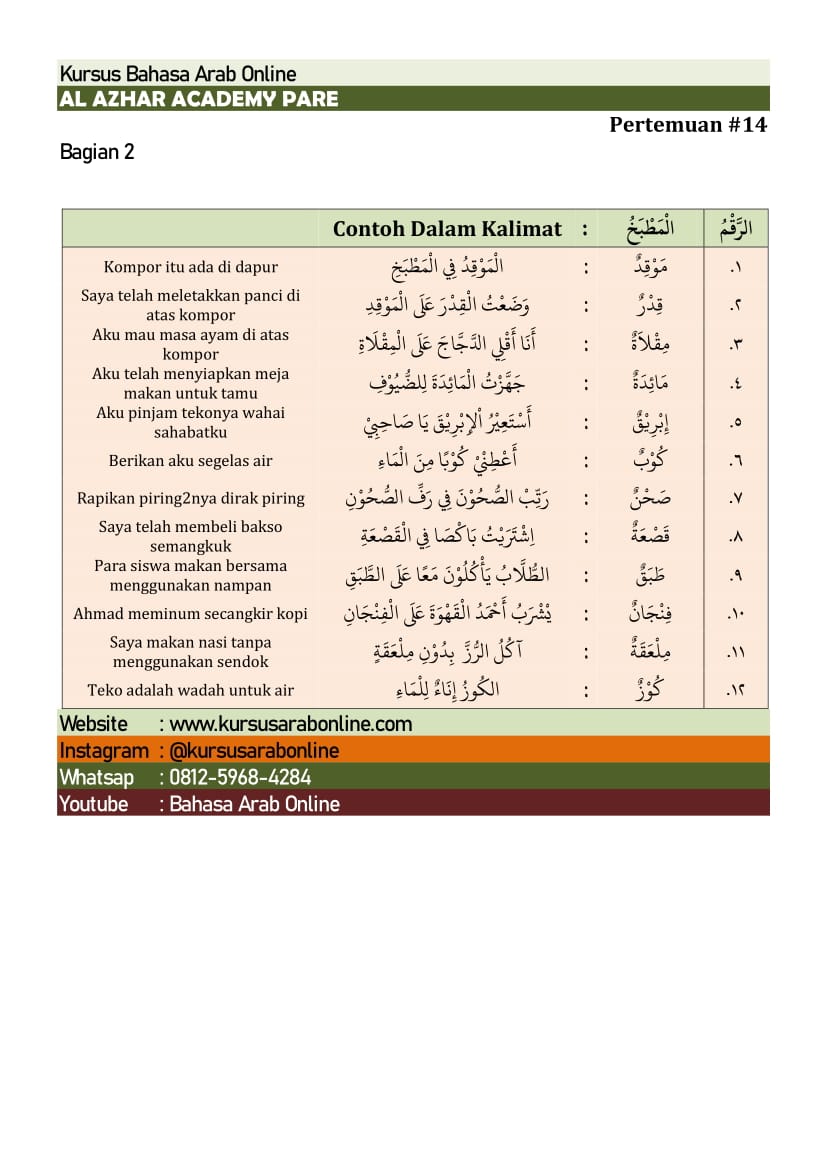 Kursus Bahasa Arab Online
AL AZHAR ACADEMY PARE
Pertemuan #14
Bagian 2
الرَّقْمُ الْمَطْبَخُ : Contoh Dalam Kalimat
١. مَوْقِدٌ : الْمَوْقِدُ فِي الْمَطْبَخِ Kompor itu ada di dapur
٢. قِدْرٌ : وَضَعْتُ الْقِدْرَ عَلَى الْمَوْقِدِ Saya telah meletakkan panci di
atas kompor
٣. مِقْلاَةٌ : أَنَا أَقْلِي الدَّجَّاجَ عَلَى الْمِقْلَاةِ Aku mau masa ayam di atas
kompor
٤. مَائِدَةٌ : جَهَّزْتُ الْمَائِدَةَ لِلضُّيُوْفِ Aku telah menyiapkan meja
makan untuk tamu
٥. إِبْرِيْقٌ : أَسْتَعِيْرُ اْلإِبْرِيْقَ يَا صَاحِبِيْ Aku pinjam tekonya wahai
sahabatku
٦. كُوْبٌ : أَعْطِنِيْ كُوْبًا مِنَ الْمَاءِ Berikan aku segelas air
٧. صَحْنٌ : رَتِّبْ الصُّحُوْنَ فِي رَفِّ الصُّحُوْنِ Rapikan piring2nya dirak piring
٨. قَصْعَةٌ : اِشْتَرَيْتُ بَاكْصَا فِي الْقَصْعَةِ Saya telah membeli bakso
semangkuk
٩. طَبَقٌ : الطُّلَّابُ يَأْكُلُوْنَ مَعًا عَلَى الطَّبَقِ Para siswa makan bersama
menggunakan nampan
١٠. فِنْجَانٌ : يْشْرَبُ أَحْمَدُ الْقَهْوَةَ عَلَى الْفِنْجَانِ Ahmad meminum secangkir kopi
١١. مِلْعَقَةٌ : آكُلُ الرُّزَّ بِدُوْنِ مِلْعَقَةٍ Saya makan nasi tanpa
menggunakan sendok
١٢. كُوْزٌ : الكُوزُ إِنَاءٌ لِلْمَاءِ Teko adalah wadah untuk air
Website : www.kursusarabonline.com
Instagram : @kursusarabonline
Whatsap : 0812-5968-4284
Youtube : Bahasa Arab Online